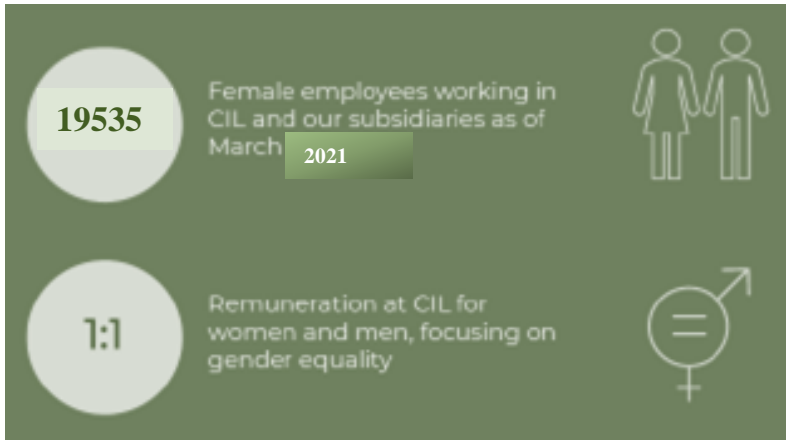 19535
Female employees working in
CIL and our subsidiaries as of
March 2021
1:1
Remuneration at CIL for
women and men, focusing on
gender equality